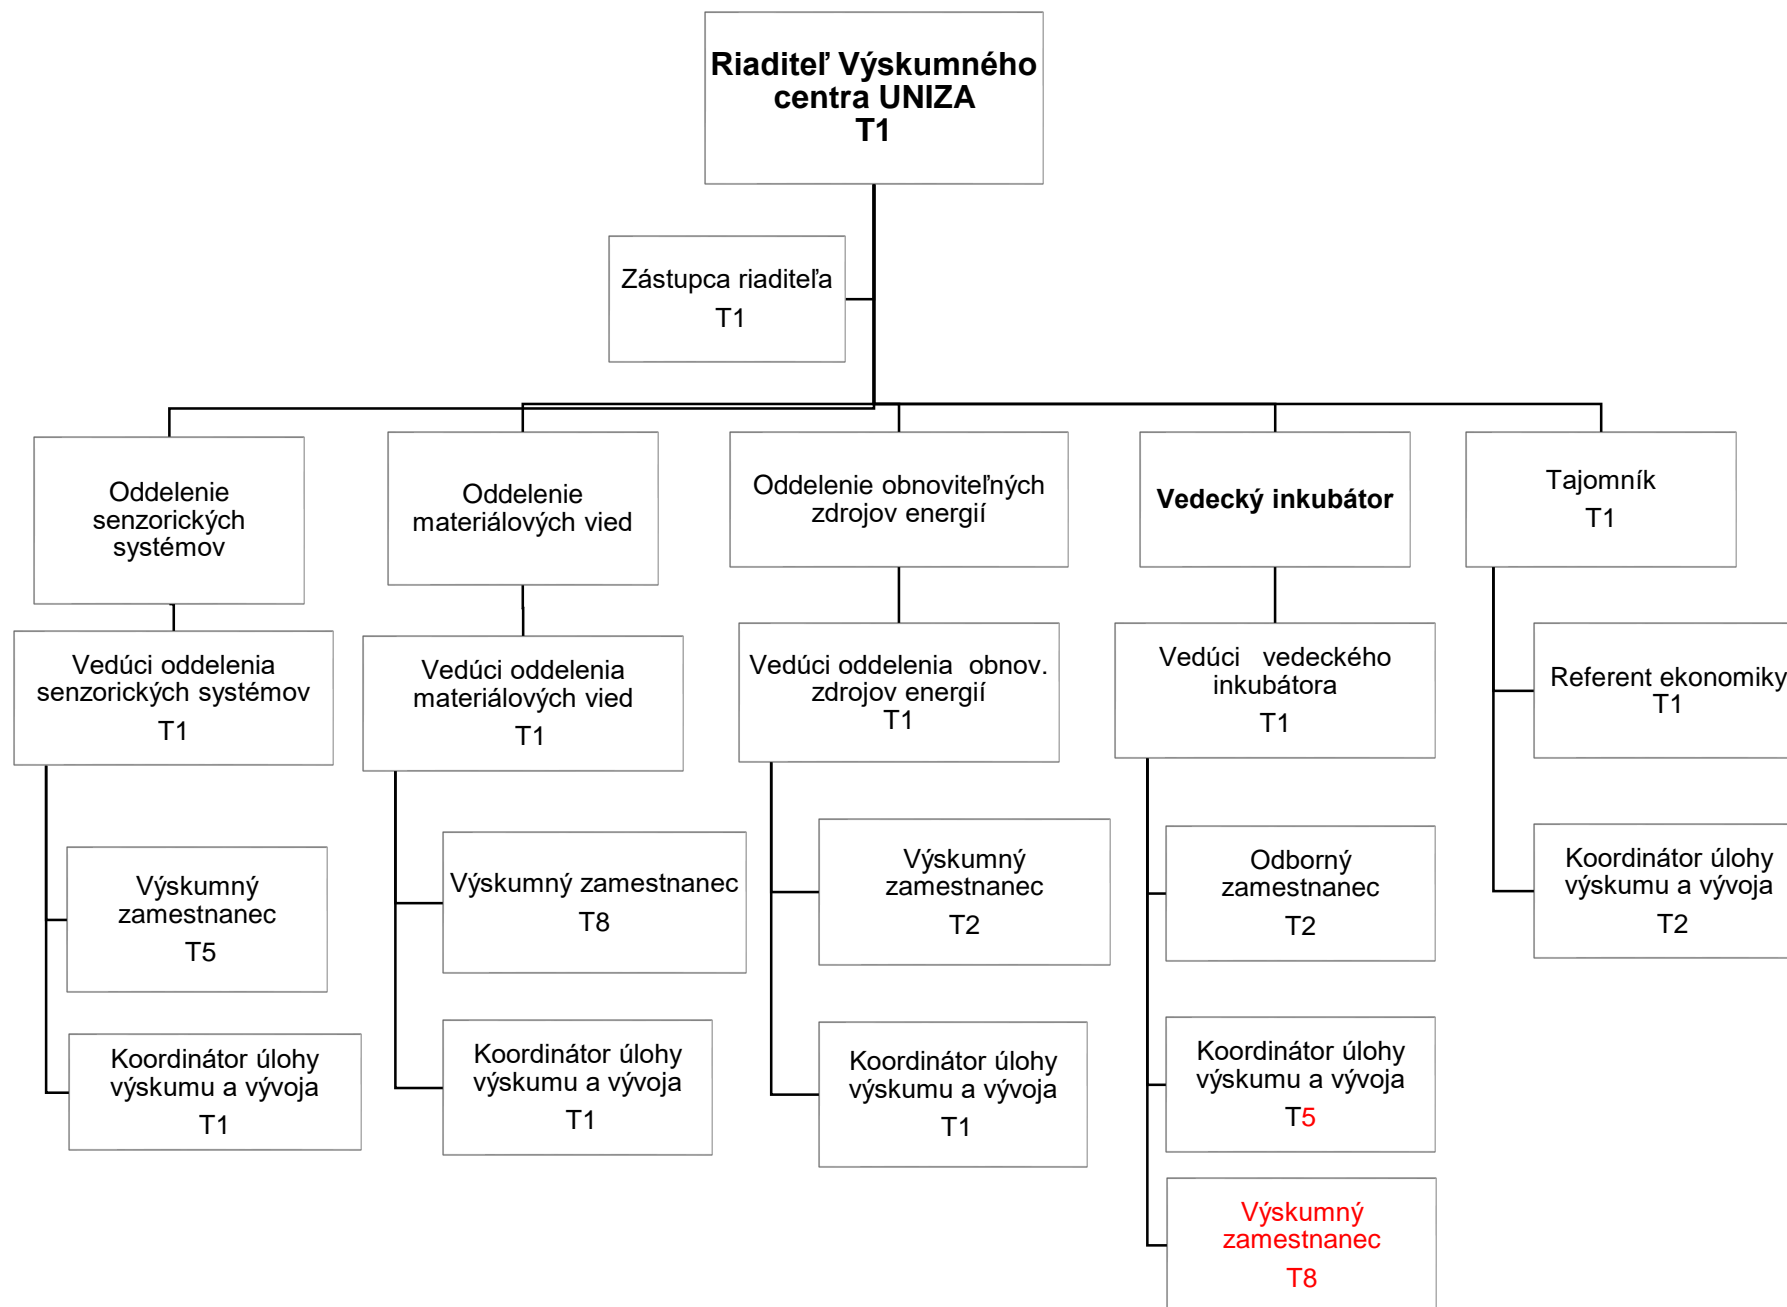 Riaditeľ Výskumného
centra UNIZA
T1
Zástupca riaditeľa
T1
Oddelenie
senzorických
systémov
Oddelenie
materiálových vied
Oddelenie obnoviteľných
zdrojov energií
Vedecký inkubátor
Tajomník
T1
Vedúci oddelenia
senzorických systémov
T1
Vedúci oddelenia
materiálových vied
T1
Vedúci oddelenia obnov.
zdrojov energií
T1
Vedúci vedeckého
inkubátora
T1
Referent ekonomiky
T1
Výskumný
zamestnanec
T5
Výskumný zamestnanec
T8
Výskumný
zamestnanec
T2
Odborný
zamestnanec
T2
Koordinátor úlohy
výskumu a vývoja
T2
Koordinátor úlohy
výskumu a vývoja
T1
Koordinátor úlohy
výskumu a vývoja
T1
Koordinátor úlohy
výskumu a vývoja
T1
Koordinátor úlohy
výskumu a vývoja
T5
Výskumný
zamestnanec
T8